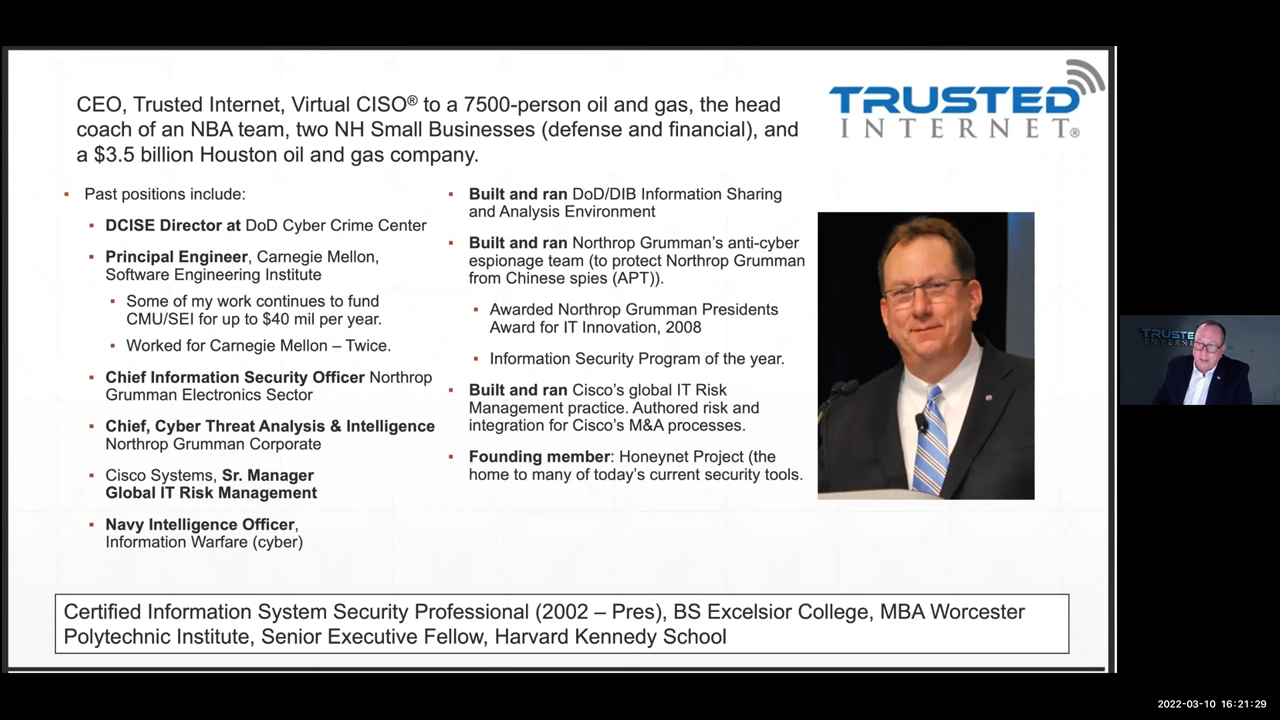 CEO, Trusted Internet, Virtual CISO® to a 7500-person oil and gas, the head
coach of an NBA team, two NH Small Businesses (defense and financial), and
a $3.5 billion Houston oil and gas company.
TRUSTED
INTERNET®
▪ Past positions include:
▪ DCISE Director at DoD Cyber Crime Center
▪ Principal Engineer, Carnegie Mellon,
Software Engineering Institute
▪ Some of my work continues to fund
CMU/SEI for up to $40 mil per year.
▪ Worked for Carnegie Mellon – Twice.
▪ Chief Information Security Officer Northrop
Grumman Electronics Sector
▪ Chief, Cyber Threat Analysis & Intelligence
Northrop Grumman Corporate
▪ Cisco Systems, Sr. Manager
Global IT Risk Management
▪ Navy Intelligence Officer,
Information Warfare (cyber)
▪ Built and ran DoD/DIB Information Sharing
and Analysis Environment
▪ Built and ran Northrop Grumman’s anti-cyber
espionage team (to protect Northrop Grumman
from Chinese spies (APT)).
▪ Awarded Northrop Grumman Presidents
Award for IT Innovation, 2008
▪ Information Security Program of the year.
▪ Built and ran Cisco’s global IT Risk
Management practice. Authored risk and
integration for Cisco’s M&A processes.
▪ Founding member: Honeynet Project (the
home to many of today’s current security tools.
Certified Information System Security Professional (2002 – Pres), BS Excelsior College, MBA Worcester
Polytechnic Institute, Senior Executive Fellow, Harvard Kennedy School
2022-03-10 16:21:29